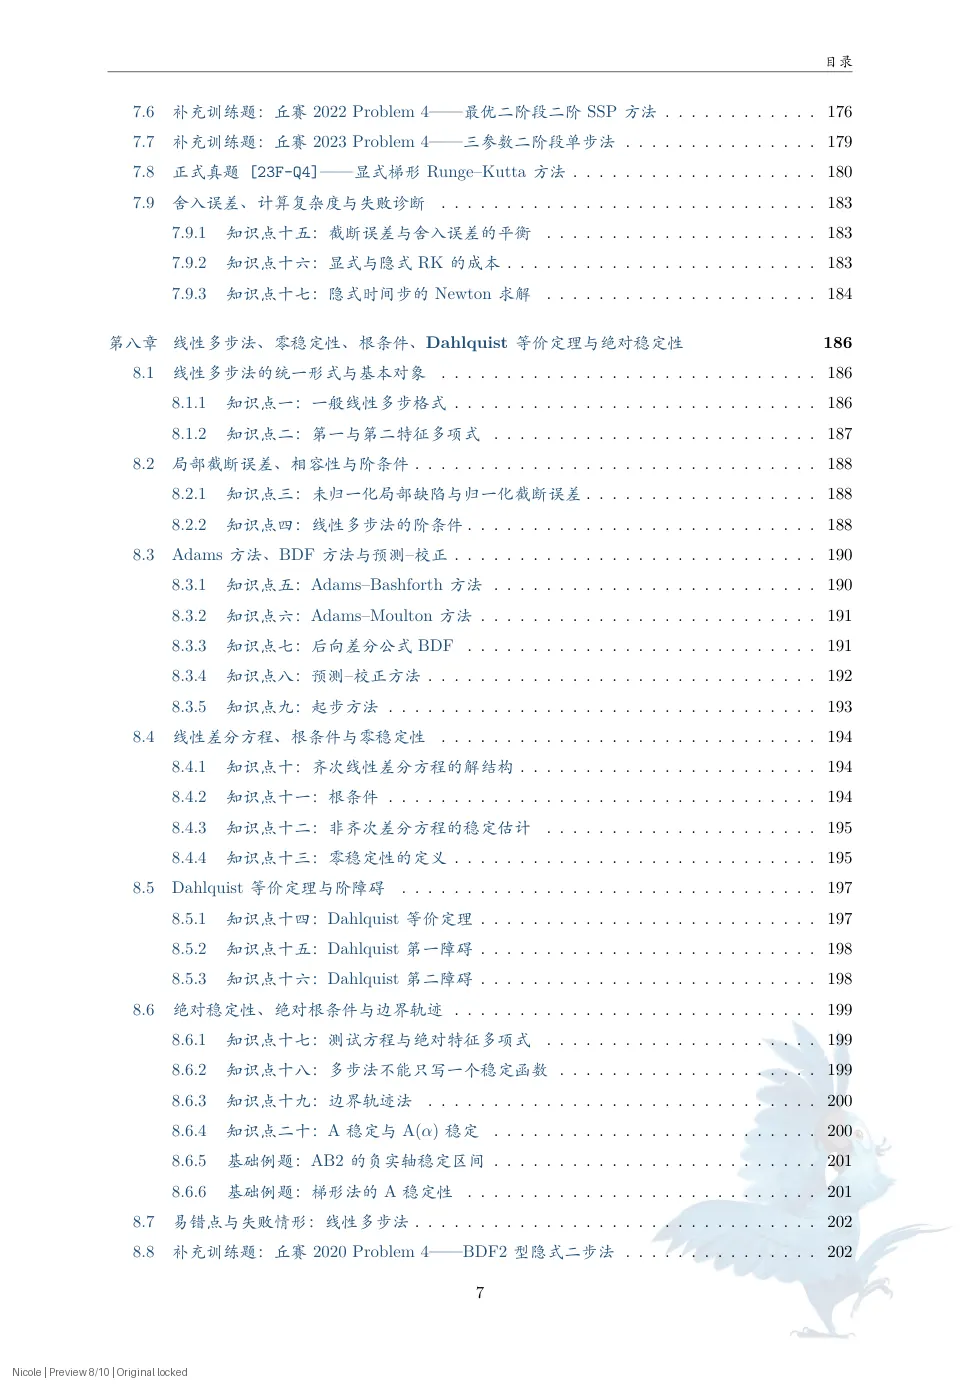 目录
7.6 补充训练题：丘赛 2022 Problem 4——最优二阶段二阶 SSP 方法 . . . . . . . . . . . . 176
7.7 补充训练题：丘赛 2023 Problem 4——三参数二阶段单步法 . . . . . . . . . . . . . . . 179
7.8 正式真题 [23F-Q4]——显式梯形 Runge–Kutta 方法 . . . . . . . . . . . . . . . . . . . 180
7.9 舍入误差、计算复杂度与失败诊断 . . . . . . . . . . . . . . . . . . . . . . . . . . . . . 183
7.9.1 知识点十五：截断误差与舍入误差的平衡 . . . . . . . . . . . . . . . . . . . . . 183
7.9.2 知识点十六：显式与隐式 RK 的成本 . . . . . . . . . . . . . . . . . . . . . . . . 183
7.9.3 知识点十七：隐式时间步的 Newton 求解 . . . . . . . . . . . . . . . . . . . . . 184
第八章 线性多步法、零稳定性、根条件、Dahlquist 等价定理与绝对稳定性 186
8.1 线性多步法的统一形式与基本对象 . . . . . . . . . . . . . . . . . . . . . . . . . . . . . 186
8.1.1 知识点一：一般线性多步格式 . . . . . . . . . . . . . . . . . . . . . . . . . . . . 186
8.1.2 知识点二：第一与第二特征多项式 . . . . . . . . . . . . . . . . . . . . . . . . . 187
8.2 局部截断误差、相容性与阶条件 . . . . . . . . . . . . . . . . . . . . . . . . . . . . . . . 188
8.2.1 知识点三：未归一化局部缺陷与归一化截断误差 . . . . . . . . . . . . . . . . . . 188
8.2.2 知识点四：线性多步法的阶条件 . . . . . . . . . . . . . . . . . . . . . . . . . . . 188
8.3 Adams 方法、BDF 方法与预测–校正 . . . . . . . . . . . . . . . . . . . . . . . . . . . . 190
8.3.1 知识点五：Adams–Bashforth 方法 . . . . . . . . . . . . . . . . . . . . . . . . . 190
8.3.2 知识点六：Adams–Moulton 方法 . . . . . . . . . . . . . . . . . . . . . . . . . . 191
8.3.3 知识点七：后向差分公式 BDF . . . . . . . . . . . . . . . . . . . . . . . . . . . 191
8.3.4 知识点八：预测–校正方法 . . . . . . . . . . . . . . . . . . . . . . . . . . . . . . 192
8.3.5 知识点九：起步方法 . . . . . . . . . . . . . . . . . . . . . . . . . . . . . . . . . 193
8.4 线性差分方程、根条件与零稳定性 . . . . . . . . . . . . . . . . . . . . . . . . . . . . . 194
8.4.1 知识点十：齐次线性差分方程的解结构 . . . . . . . . . . . . . . . . . . . . . . . 194
8.4.2 知识点十一：根条件 . . . . . . . . . . . . . . . . . . . . . . . . . . . . . . . . . 194
8.4.3 知识点十二：非齐次差分方程的稳定估计 . . . . . . . . . . . . . . . . . . . . . 195
8.4.4 知识点十三：零稳定性的定义 . . . . . . . . . . . . . . . . . . . . . . . . . . . . 195
8.5 Dahlquist 等价定理与阶障碍 . . . . . . . . . . . . . . . . . . . . . . . . . . . . . . . . 197
8.5.1 知识点十四：Dahlquist 等价定理 . . . . . . . . . . . . . . . . . . . . . . . . . . 197
8.5.2 知识点十五：Dahlquist 第一障碍 . . . . . . . . . . . . . . . . . . . . . . . . . . 198
8.5.3 知识点十六：Dahlquist 第二障碍 . . . . . . . . . . . . . . . . . . . . . . . . . . 198
8.6 绝对稳定性、绝对根条件与边界轨迹 . . . . . . . . . . . . . . . . . . . . . . . . . . . . 199
8.6.1 知识点十七：测试方程与绝对特征多项式 . . . . . . . . . . . . . . . . . . . . . 199
8.6.2 知识点十八：多步法不能只写一个稳定函数 . . . . . . . . . . . . . . . . . . . . 199
8.6.3 知识点十九：边界轨迹法 . . . . . . . . . . . . . . . . . . . . . . . . . . . . . . 200
8.6.4 知识点二十：A 稳定与 A(α) 稳定 . . . . . . . . . . . . . . . . . . . . . . . . . 200
8.6.5 基础例题：AB2 的负实轴稳定区间 . . . . . . . . . . . . . . . . . . . . . . . . . 201
8.6.6 基础例题：梯形法的 A 稳定性 . . . . . . . . . . . . . . . . . . . . . . . . . . . 201
8.7 易错点与失败情形：线性多步法 . . . . . . . . . . . . . . . . . . . . . . . . . . . . . . . 202
8.8 补充训练题：丘赛 2020 Problem 4——BDF2 型隐式二步法 . . . . . . . . . . . . . . . 202
7
Nicole | Preview 8/10 | Original locked